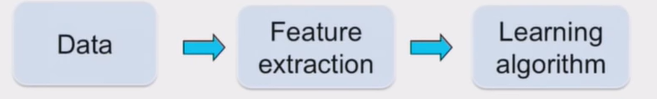 Data
Feature
extraction
Learning
algorithm